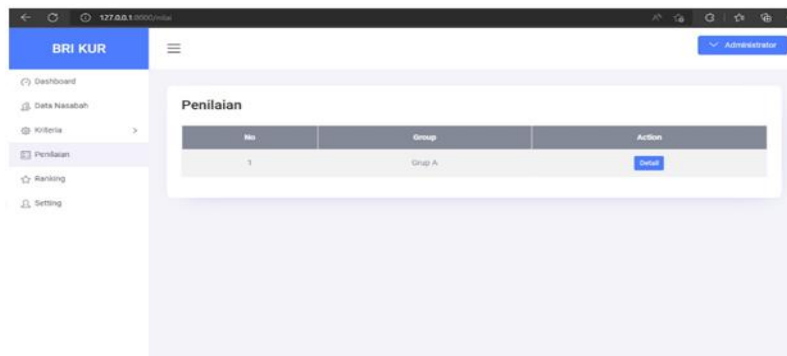 127.0.0.1:8000/nilai
BRI KUR
Administrator
Dashboard
Data Nasabah
Kriteria
Penilaian
Ranking
Setting
Penilaian
No Group Action
1 Grup A Detail